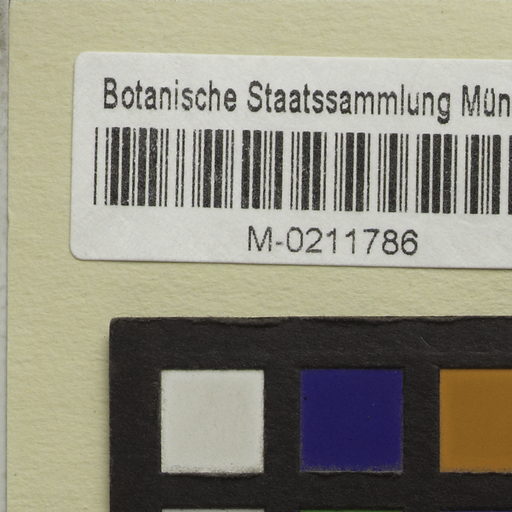 Botanische Staatssammlung Mün
M-0211786